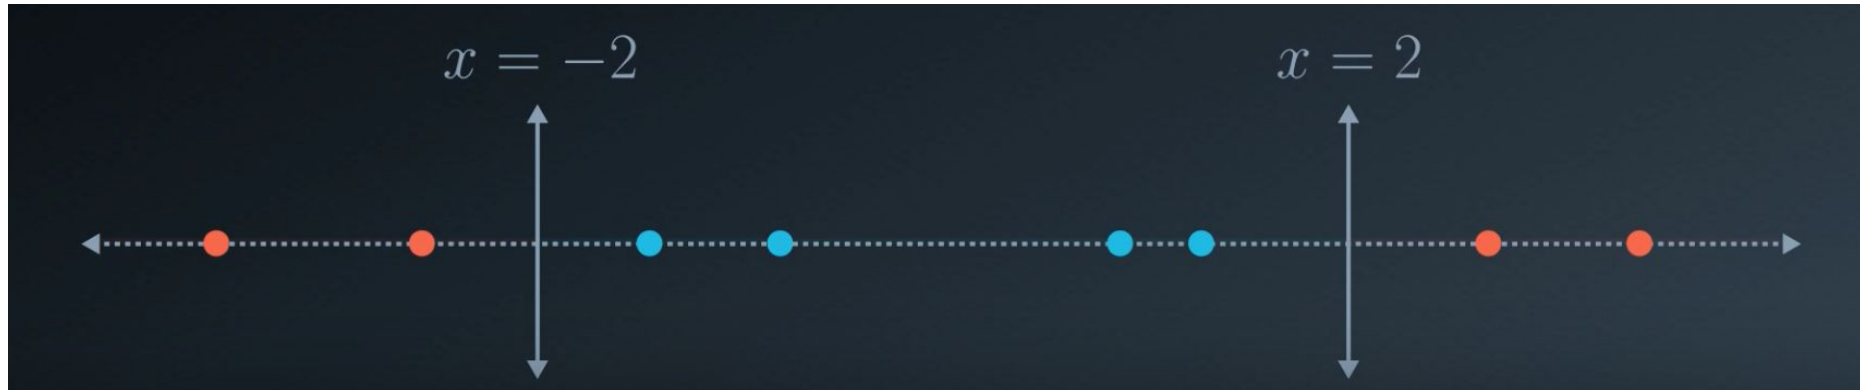 x = −2
x = 2